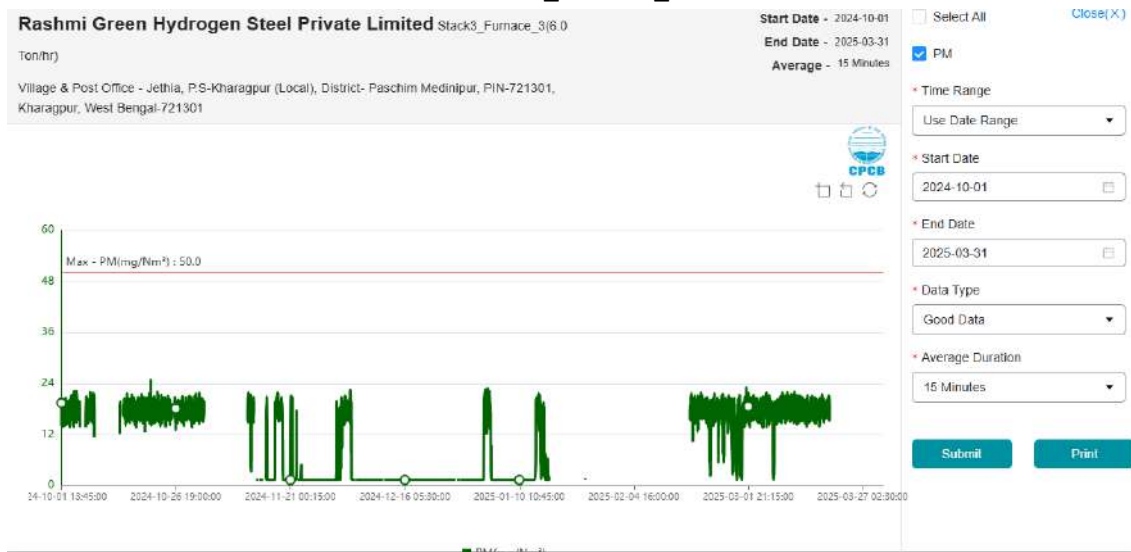 Rashmi Green Hydrogen Steel Private Limited Stack3_Furnace_3(6.0
Ton/hr)
Village & Post Office - Jethia, P.S-Kharagpur (Local), District- Paschim Medinipur, PIN-721301,
Kharagpur, West Bengal-721301
Start Date - 2024-10-01
End Date - 2025-03-31
Average - 15 Minutes
CPCB
60
Max - PM(mg/Nm³) : 50.0
48
36
24
12
0
24-10-01 13:45:00 2024-10-26 19:00:00 2024-11-21 00:15:00 2024-12-16 05:30:00 2025-01-10 10:45:00 2025-02-04 16:00:00 2025-03-01 21:15:00 2025-03-27 02:30:00
Select All Close(X)
PM
* Time Range
Use Date Range
* Start Date
2024-10-01
* End Date
2025-03-31
* Data Type
Good Data
* Average Duration
15 Minutes
Submit Print